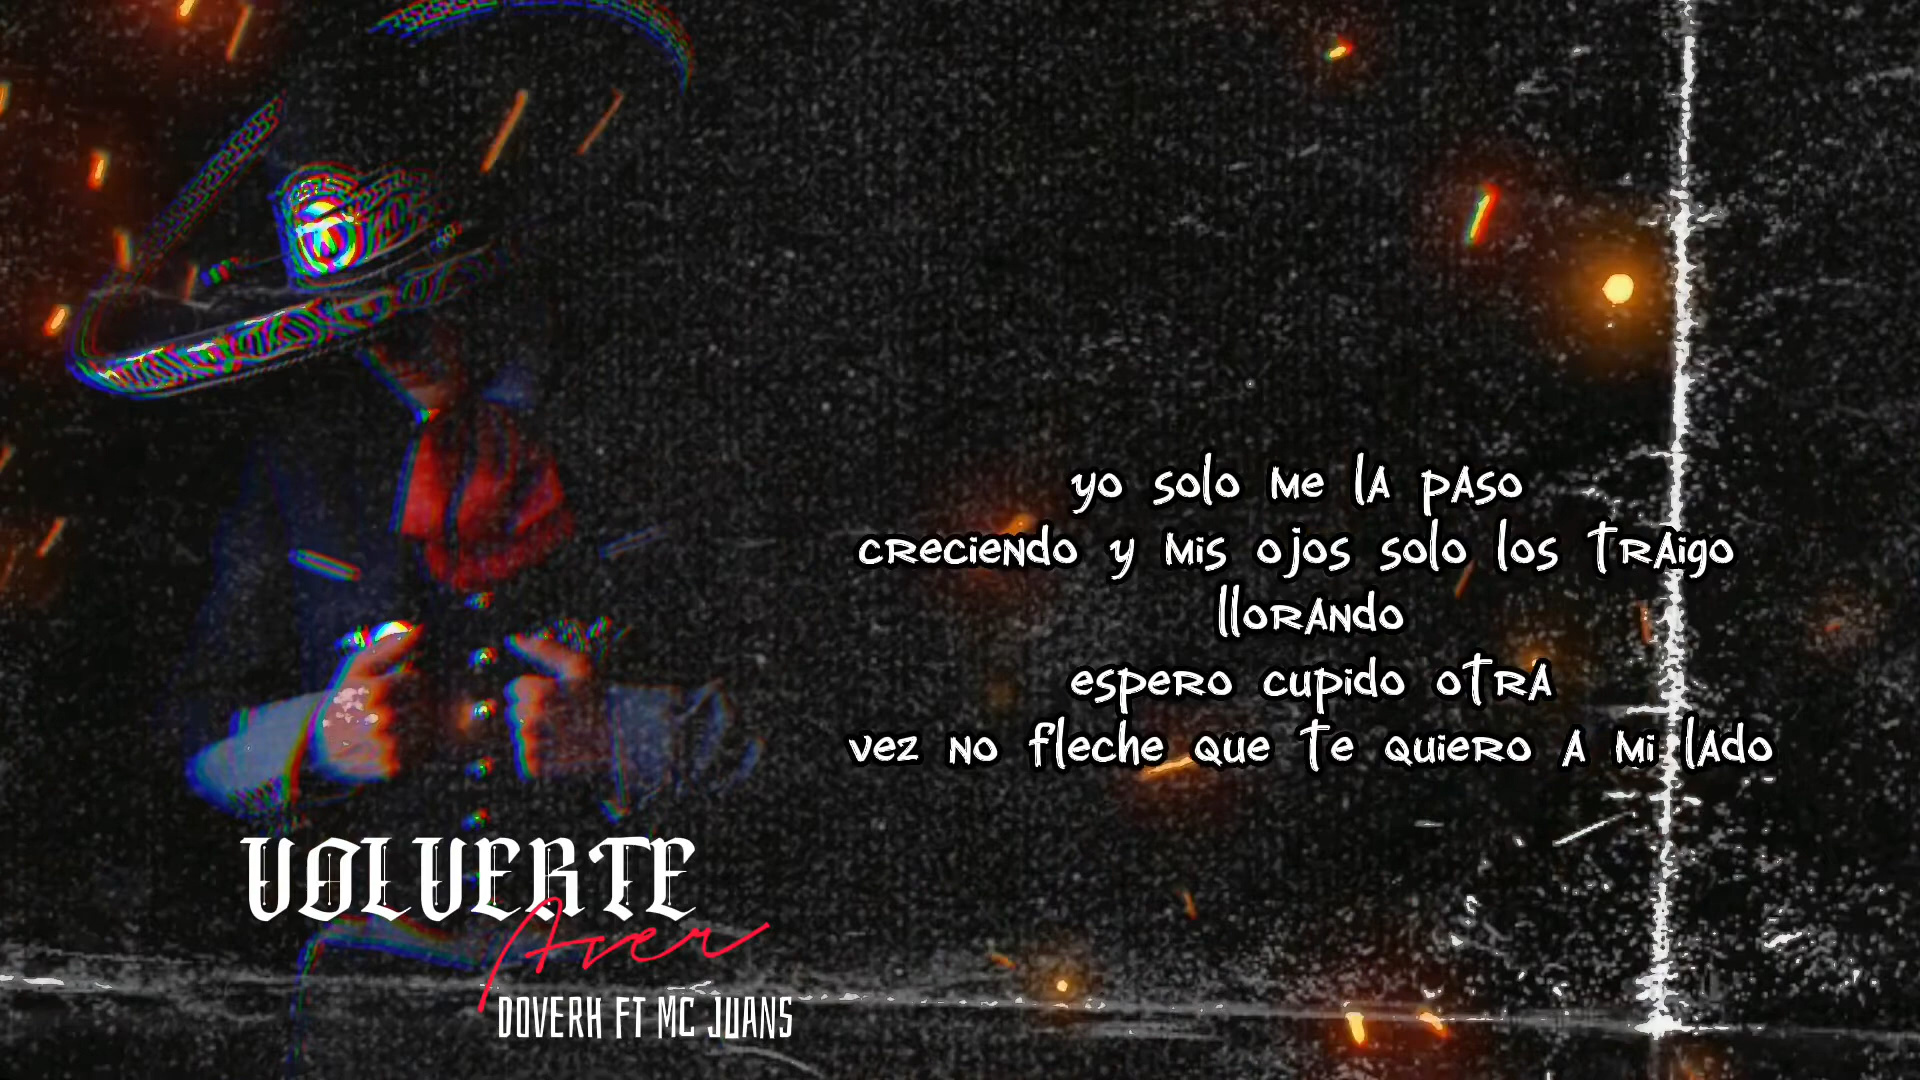 yo solo me la paso
creciendo y mis ojos solo los traigo
llorando
espero cupido otra
vez no fleche que te quiero a mi lado
VOLVERTE
Aver
DOVERH FT MC JUANS